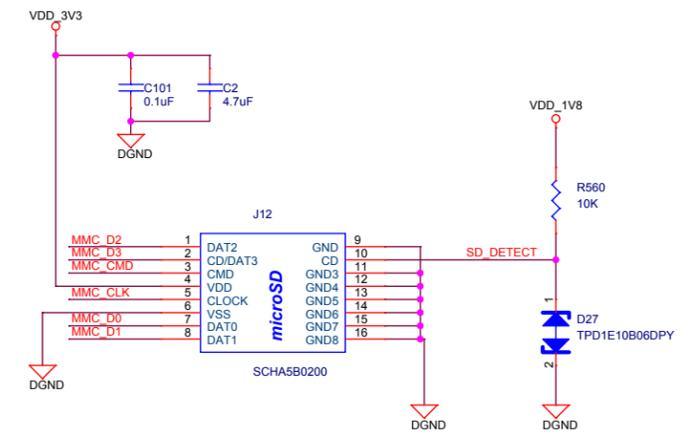 VDD_3V3
C101
0.1uF
C2
4.7uF
DGND
VDD_1V8
R560
10K
J12
MMC_D2 1 DAT2 GND 9
MMC_D3 2 CD/DAT3 CD 10 SD_DETECT
MMC_CMD 3 CMD GND3 11
4 VDD GND4 12
MMC_CLK 5 CLOCK GND5 13
6 VSS GND6 14
MMC_D0 7 DAT0 GND7 15
MMC_D1 8 DAT1 GND8 16
microSD
SCHA5B0200
1
D27
TPD1E10B06DPY
2
DGND
DGND
DGND